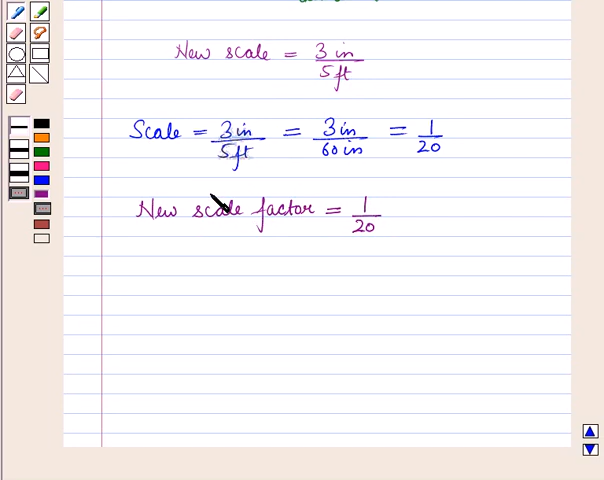 New scale = 3 in / 5 ft
Scale = 3 in / 5 ft = 3 in / 60 in = 1 / 20
New scale factor = 1 / 20